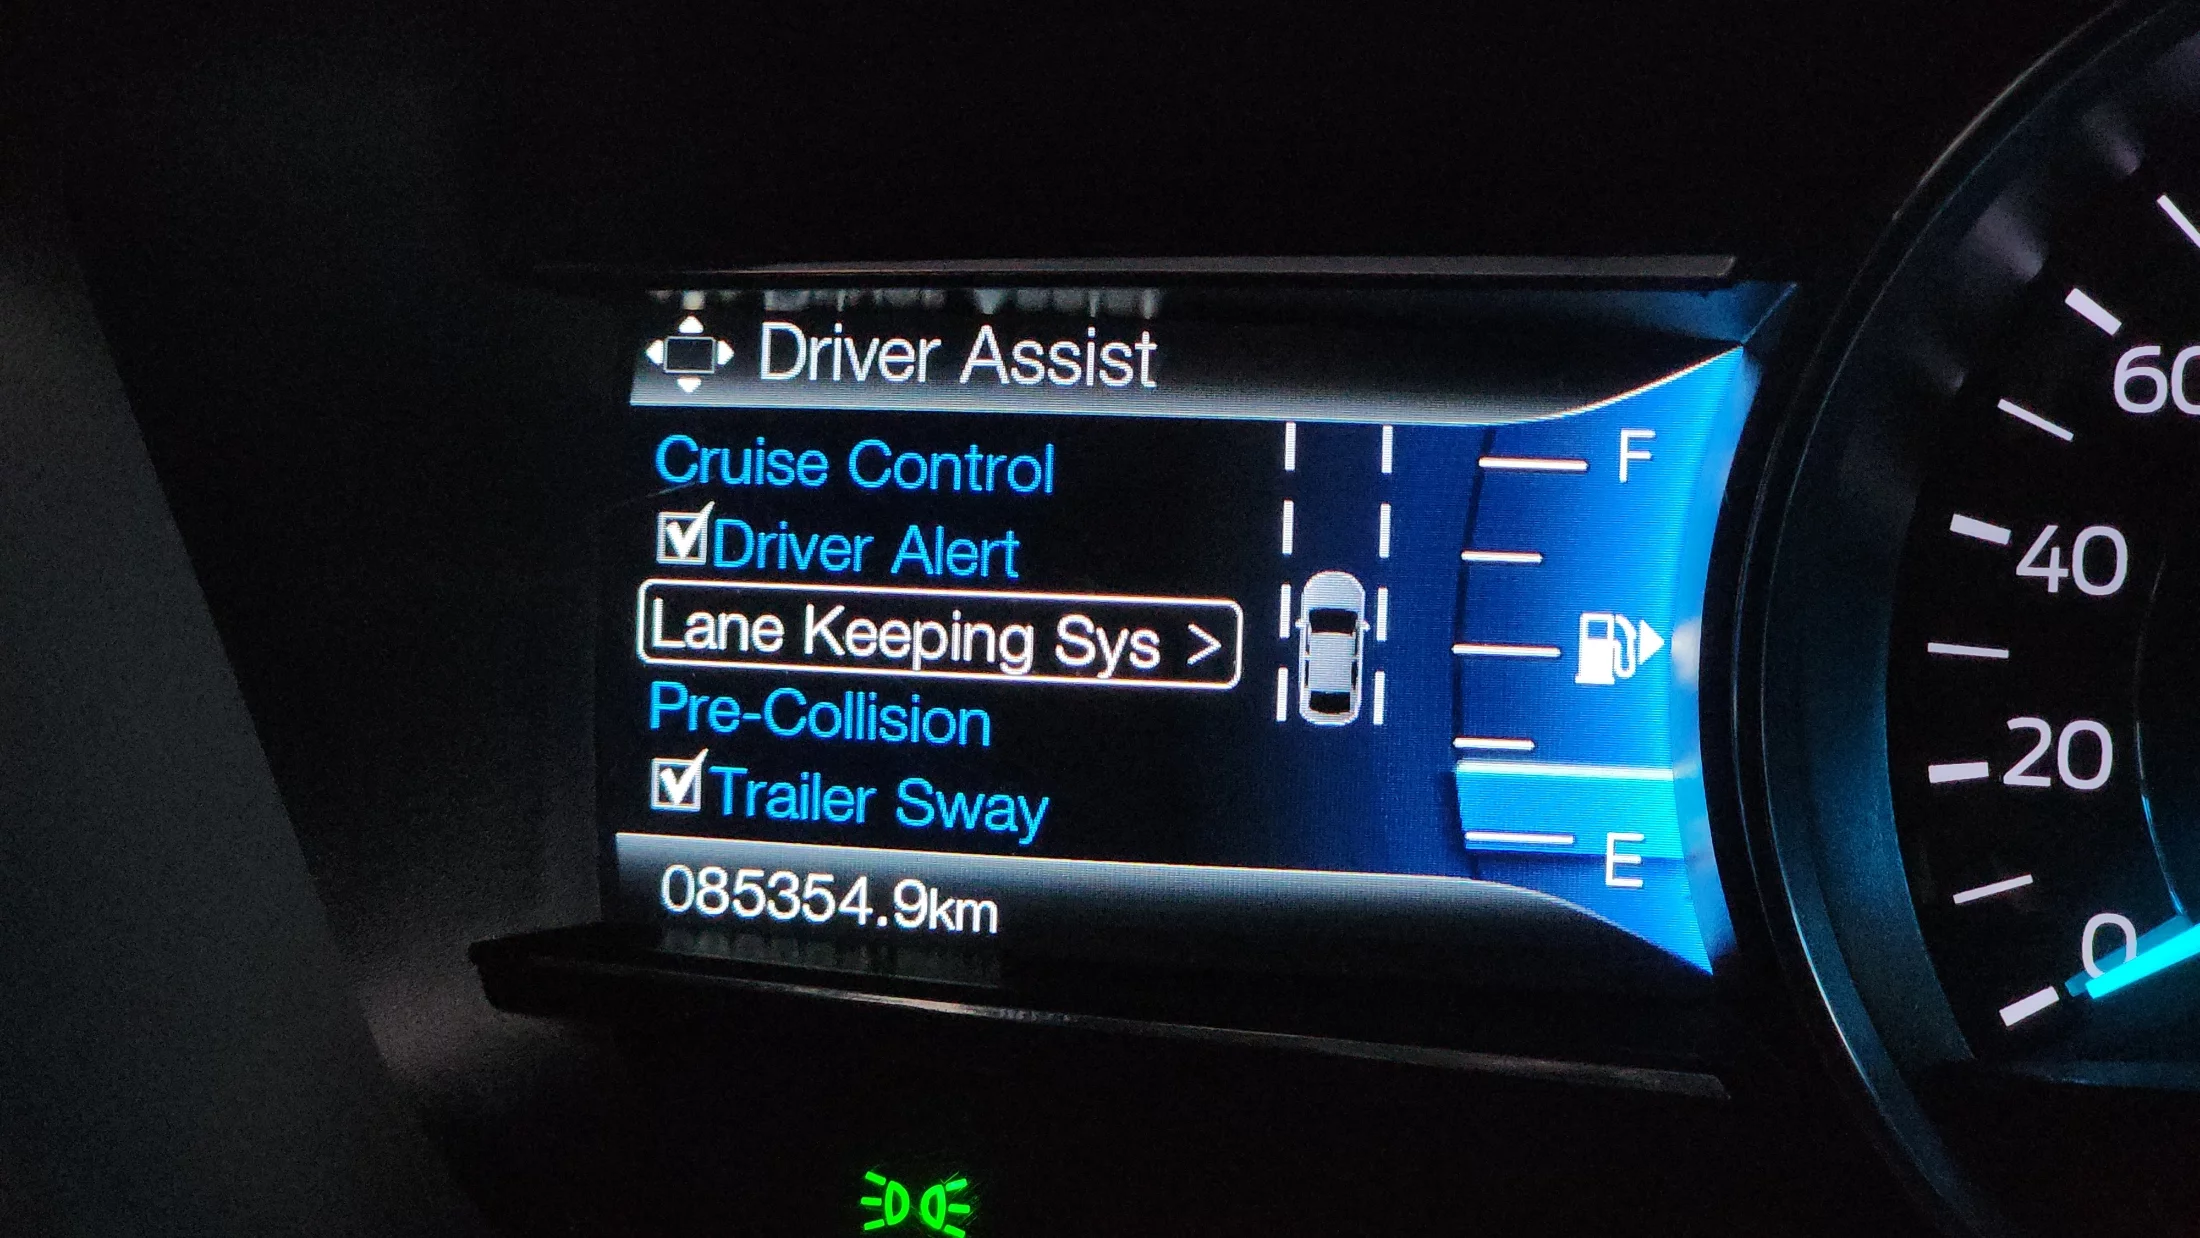 Driver Assist
Cruise Control
Driver Alert
Lane Keeping Sys >
Pre-Collision
Trailer Sway
085354.9km
F
E
60
40
20
0